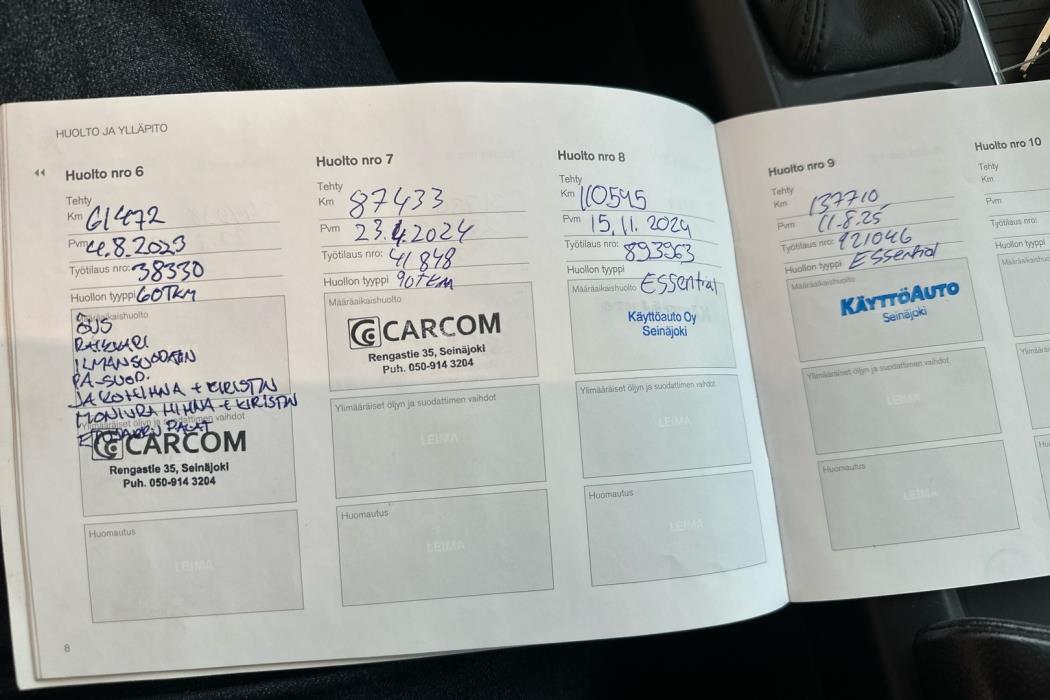 HUOLTO JA YLLÄPITO
Huolto nro 6
Tehty
Km 61472
Pvm 4.8.2023
Työtilaus nro: 38330
Huollon tyyppi 60TKM
Määräaikaishuolto
ÖJS
RAIKKARI
ILMANSUODATIN
PA-SUOD.
JAKOHIHNA + KIRISTIN
MONIURAHIHNA + KIRISTIN
Ylimääräiset öljyn ja suodattimen vaihdot
ETUJARRUPALAT
CARCOM
Rengastie 35, Seinäjoki
Puh. 050-914 3204
Huomautus
LEIMA
8
Huolto nro 7
Tehty
Km 87433
Pvm 23.4.2024
Työtilaus nro: 41848
Huollon tyyppi 90TKM
Määräaikaishuolto
CARCOM
Rengastie 35, Seinäjoki
Puh. 050-914 3204
Ylimääräiset öljyn ja suodattimen vaihdot
LEIMA
Huomautus
LEIMA
Huolto nro 8
Tehty
Km 110545
Pvm 15.11.2024
Työtilaus nro: 893963
Huollon tyyppi
Määräaikaishuolto Essential
Käyttöauto Oy
Seinäjoki
Ylimääräiset öljyn ja suodattimen vaihdot
LEIMA
Huomautus
LEIMA
Huolto nro 9
Tehty
Km 137710
Pvm 11.8.25
Työtilaus nro: 921046
Huollon tyyppi Essential
Määräaikaishuolto
KÄYTTÖAUTO
Seinäjoki
Ylimääräiset öljyn ja suodattimen vaihdot
LEIMA
Huomautus
LEIMA
Huolto nro 10
Tehty
Km
Pvm
Työtilaus nro:
Huollon tyyppi